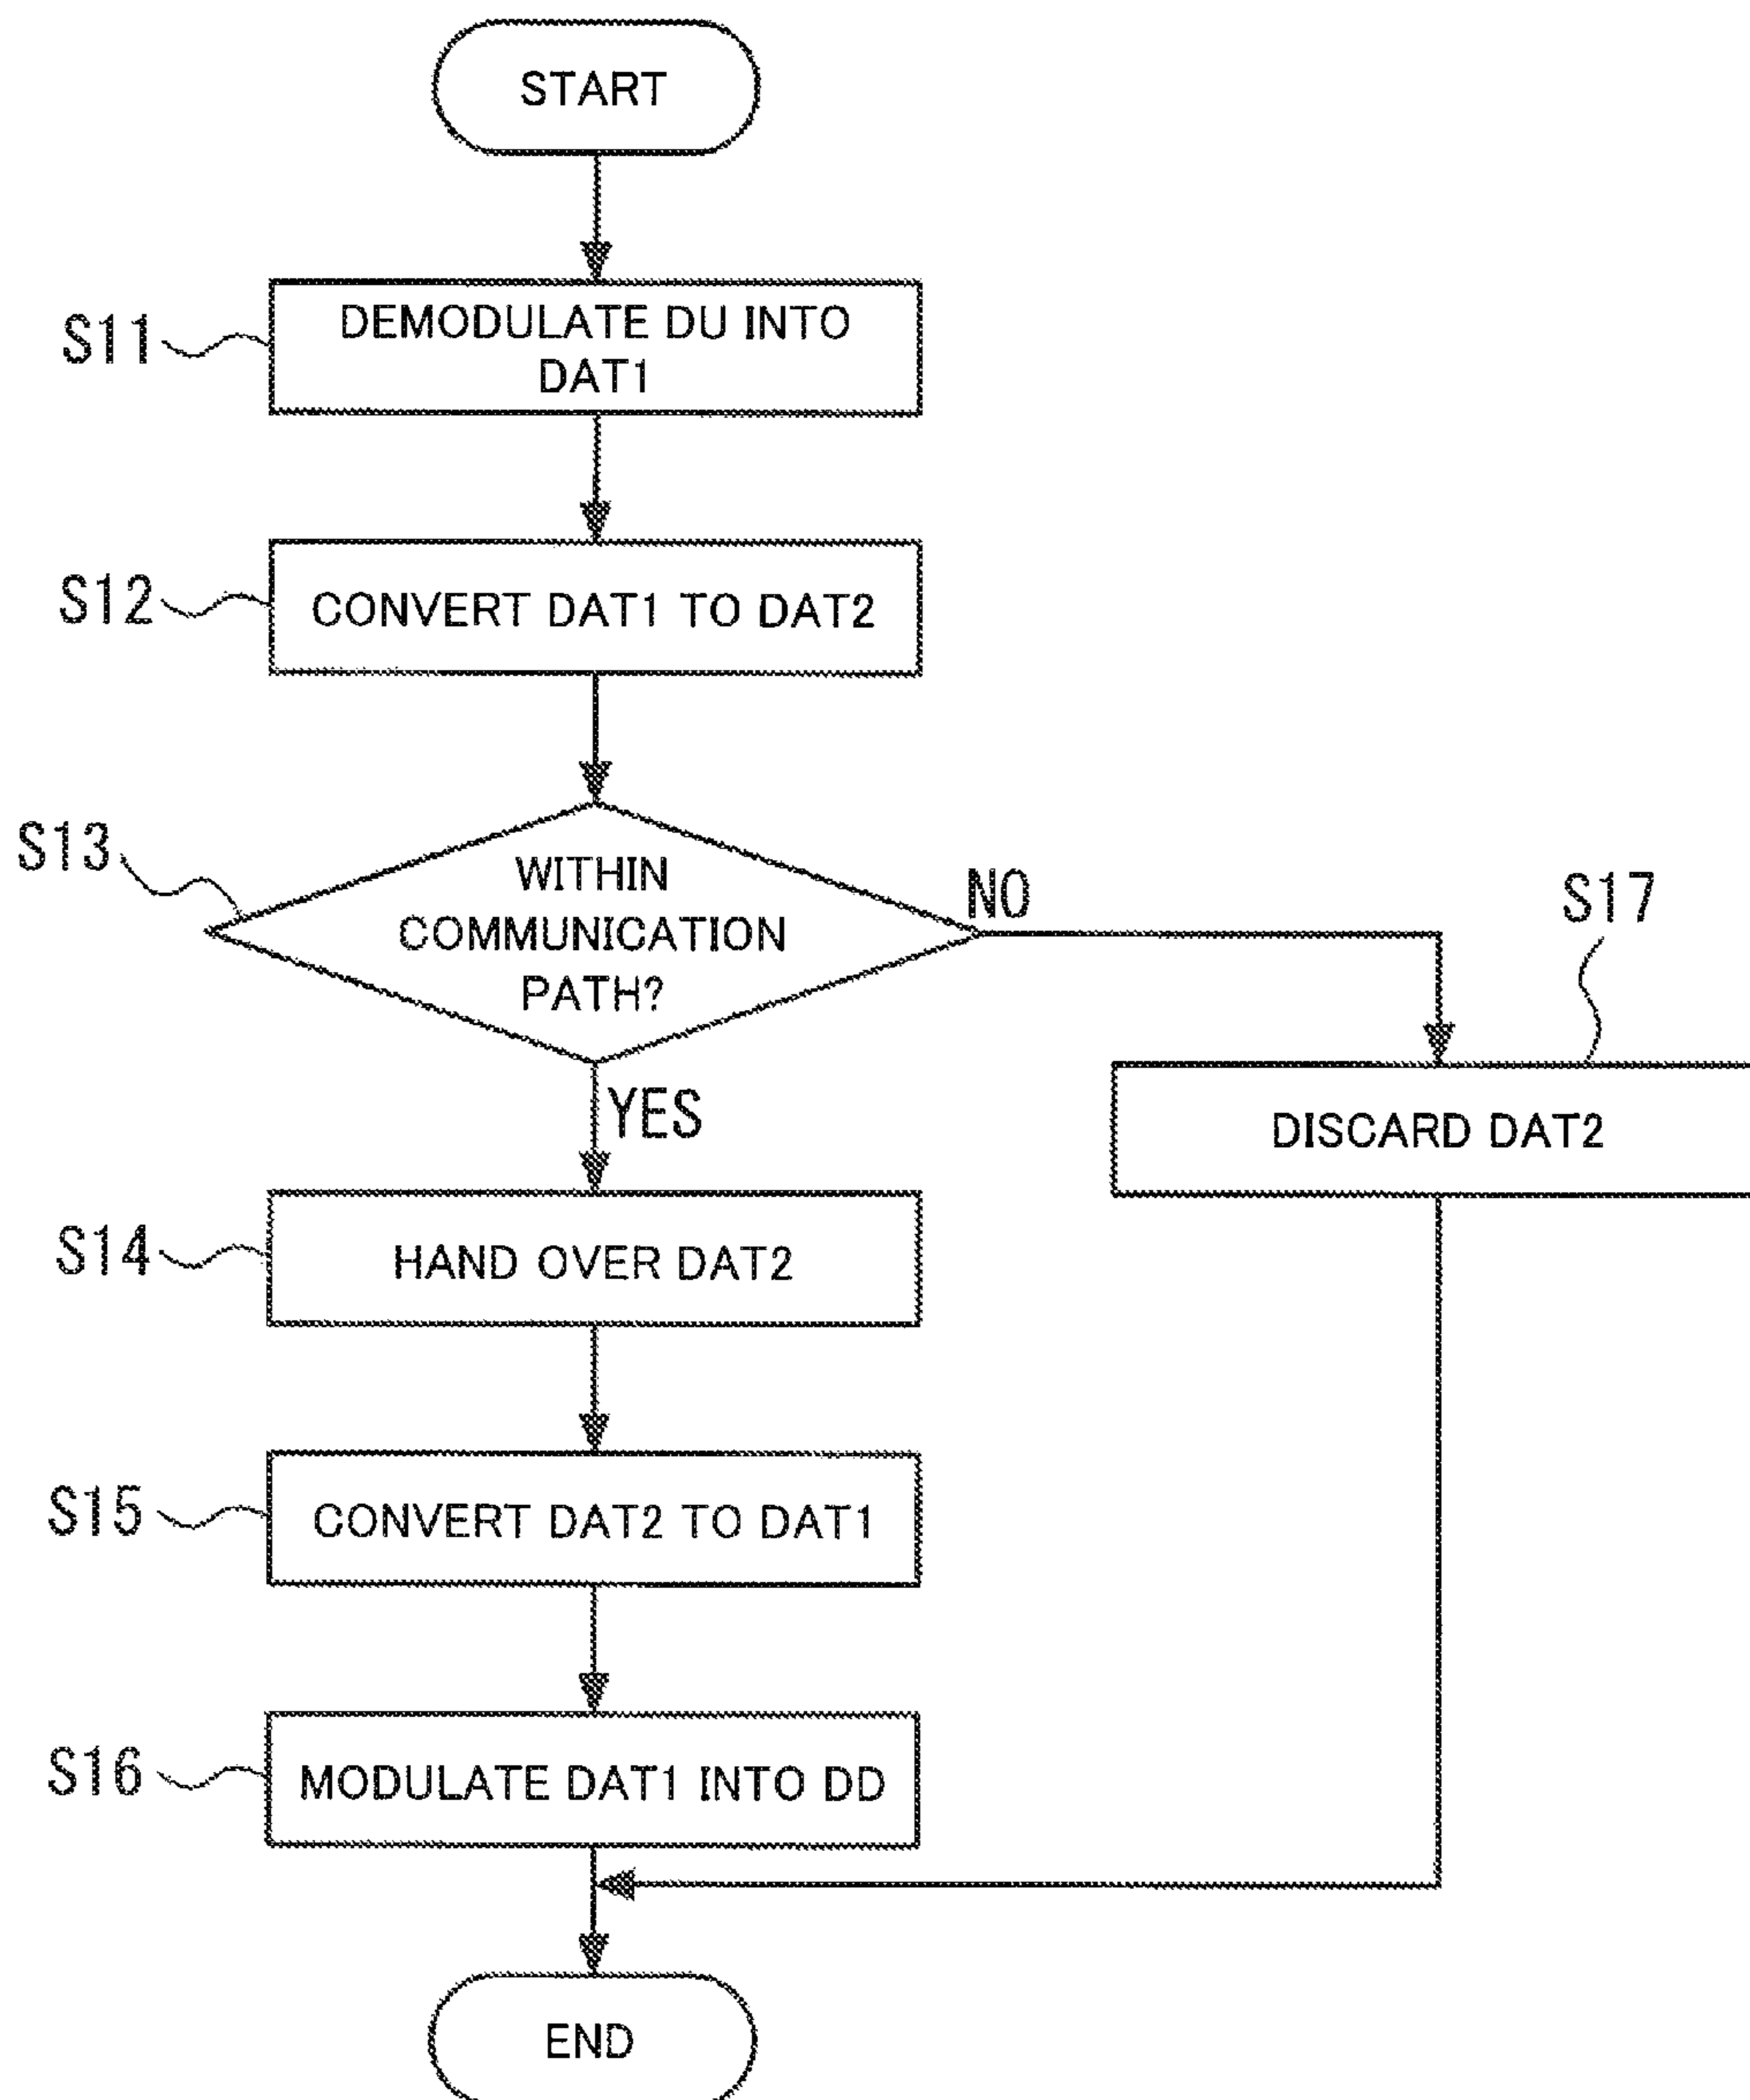 START
S11
DEMODULATE DU INTO
DAT1
S12
CONVERT DAT1 TO DAT2
S13
WITHIN
COMMUNICATION
PATH?
NO
S17
DISCARD DAT2
YES
S14
HAND OVER DAT2
S15
CONVERT DAT2 TO DAT1
S16
MODULATE DAT1 INTO DD
END